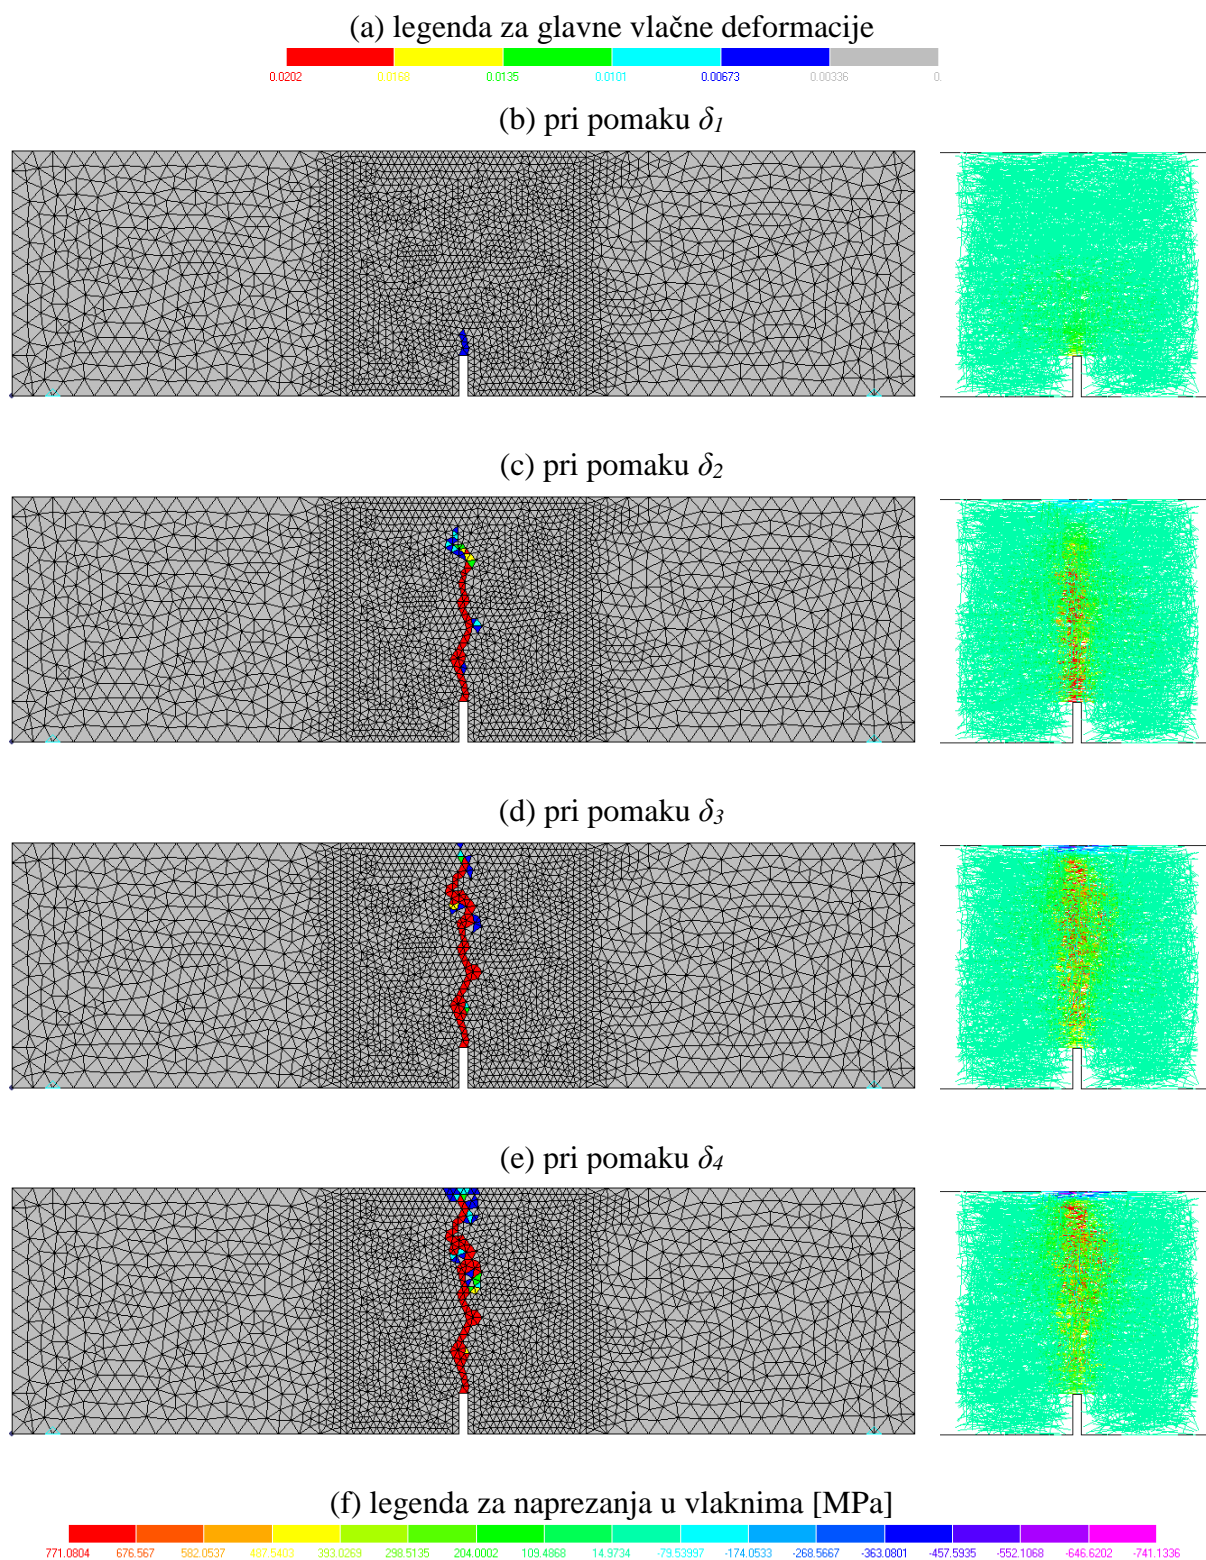 (a) legenda za glavne vlačne deformacije
0.0202 0.0168 0.0135 0.0101 0.00673 0.00336 0.
(b) pri pomaku δ1
(c) pri pomaku δ2
(d) pri pomaku δ3
(e) pri pomaku δ4
(f) legenda za naprezanja u vlaknima [MPa]
771.0804 676.567 582.0537 487.5403 393.0269 298.5135 204.0002 109.4868 14.9734 -79.53997 -174.0533 -268.5667 -363.0801 -457.5935 -552.1068 -646.6202 -741.1336